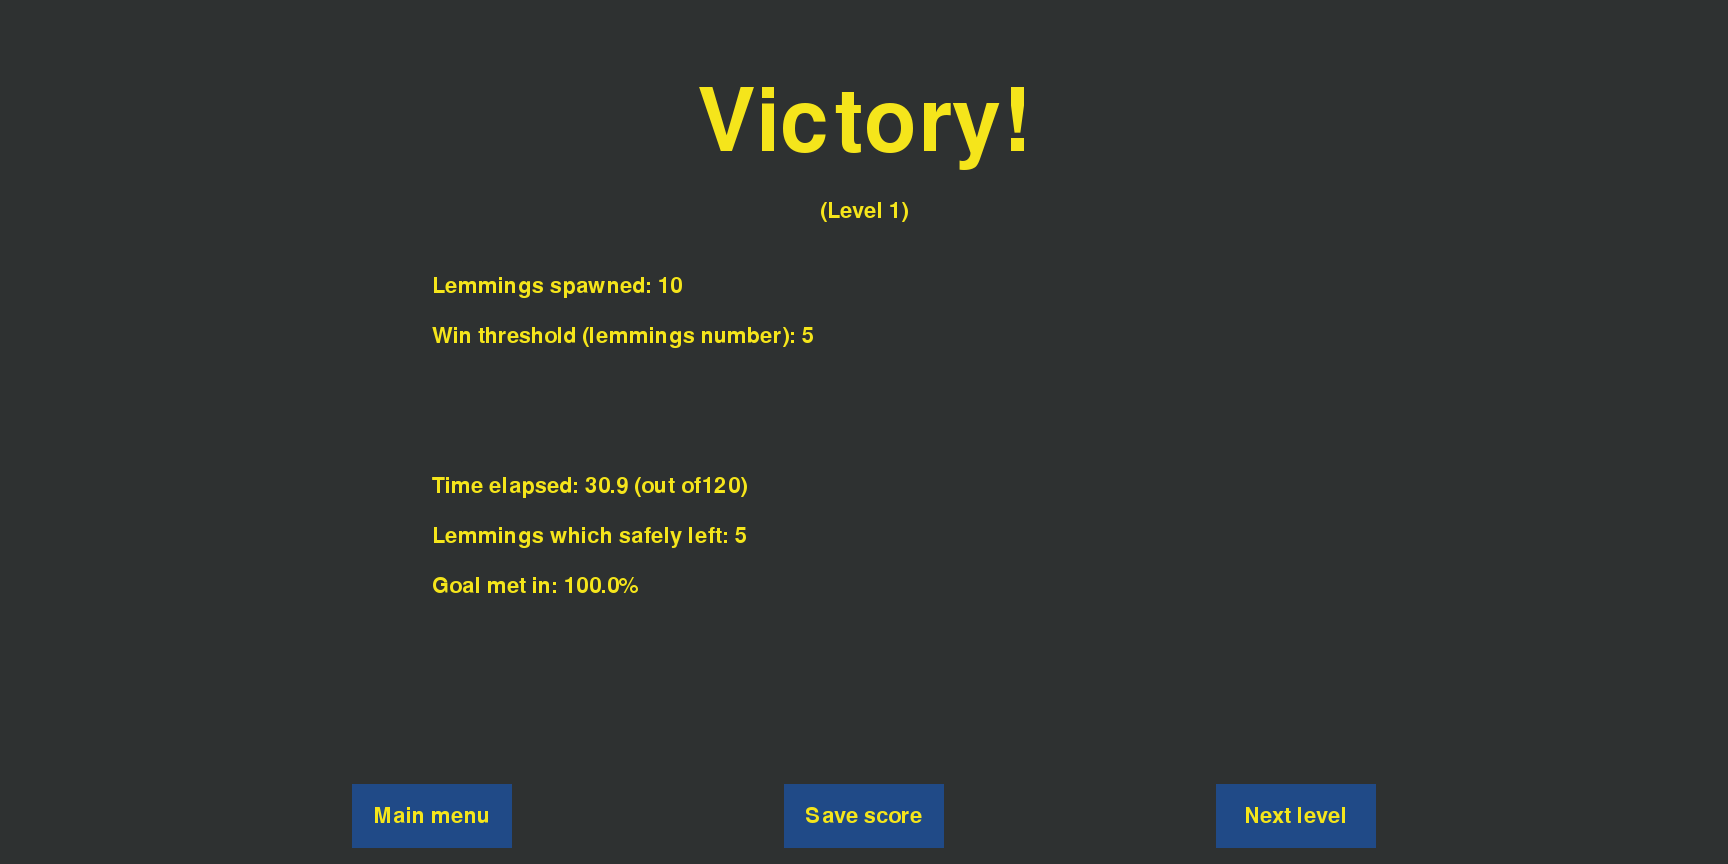 Victory!
(Level 1)
Lemmings spawned: 10
Win threshold (lemmings number): 5
Time elapsed: 30.9 (out of120)
Lemmings which safely left: 5
Goal met in: 100.0%
Main menu
Save score
Next level